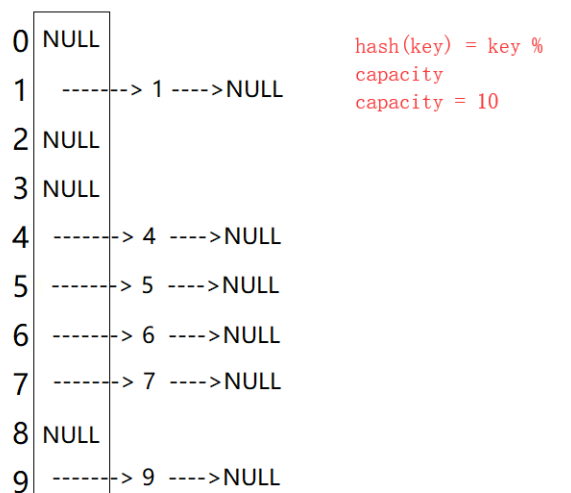 0 NULL
hash(key) = key %
capacity
capacity = 10
1 -------> 1 ---->NULL
2 NULL
3 NULL
4 -------> 4 ---->NULL
5 -------> 5 ---->NULL
6 -------> 6 ---->NULL
7 -------> 7 ---->NULL
8 NULL
9 -------> 9 ---->NULL